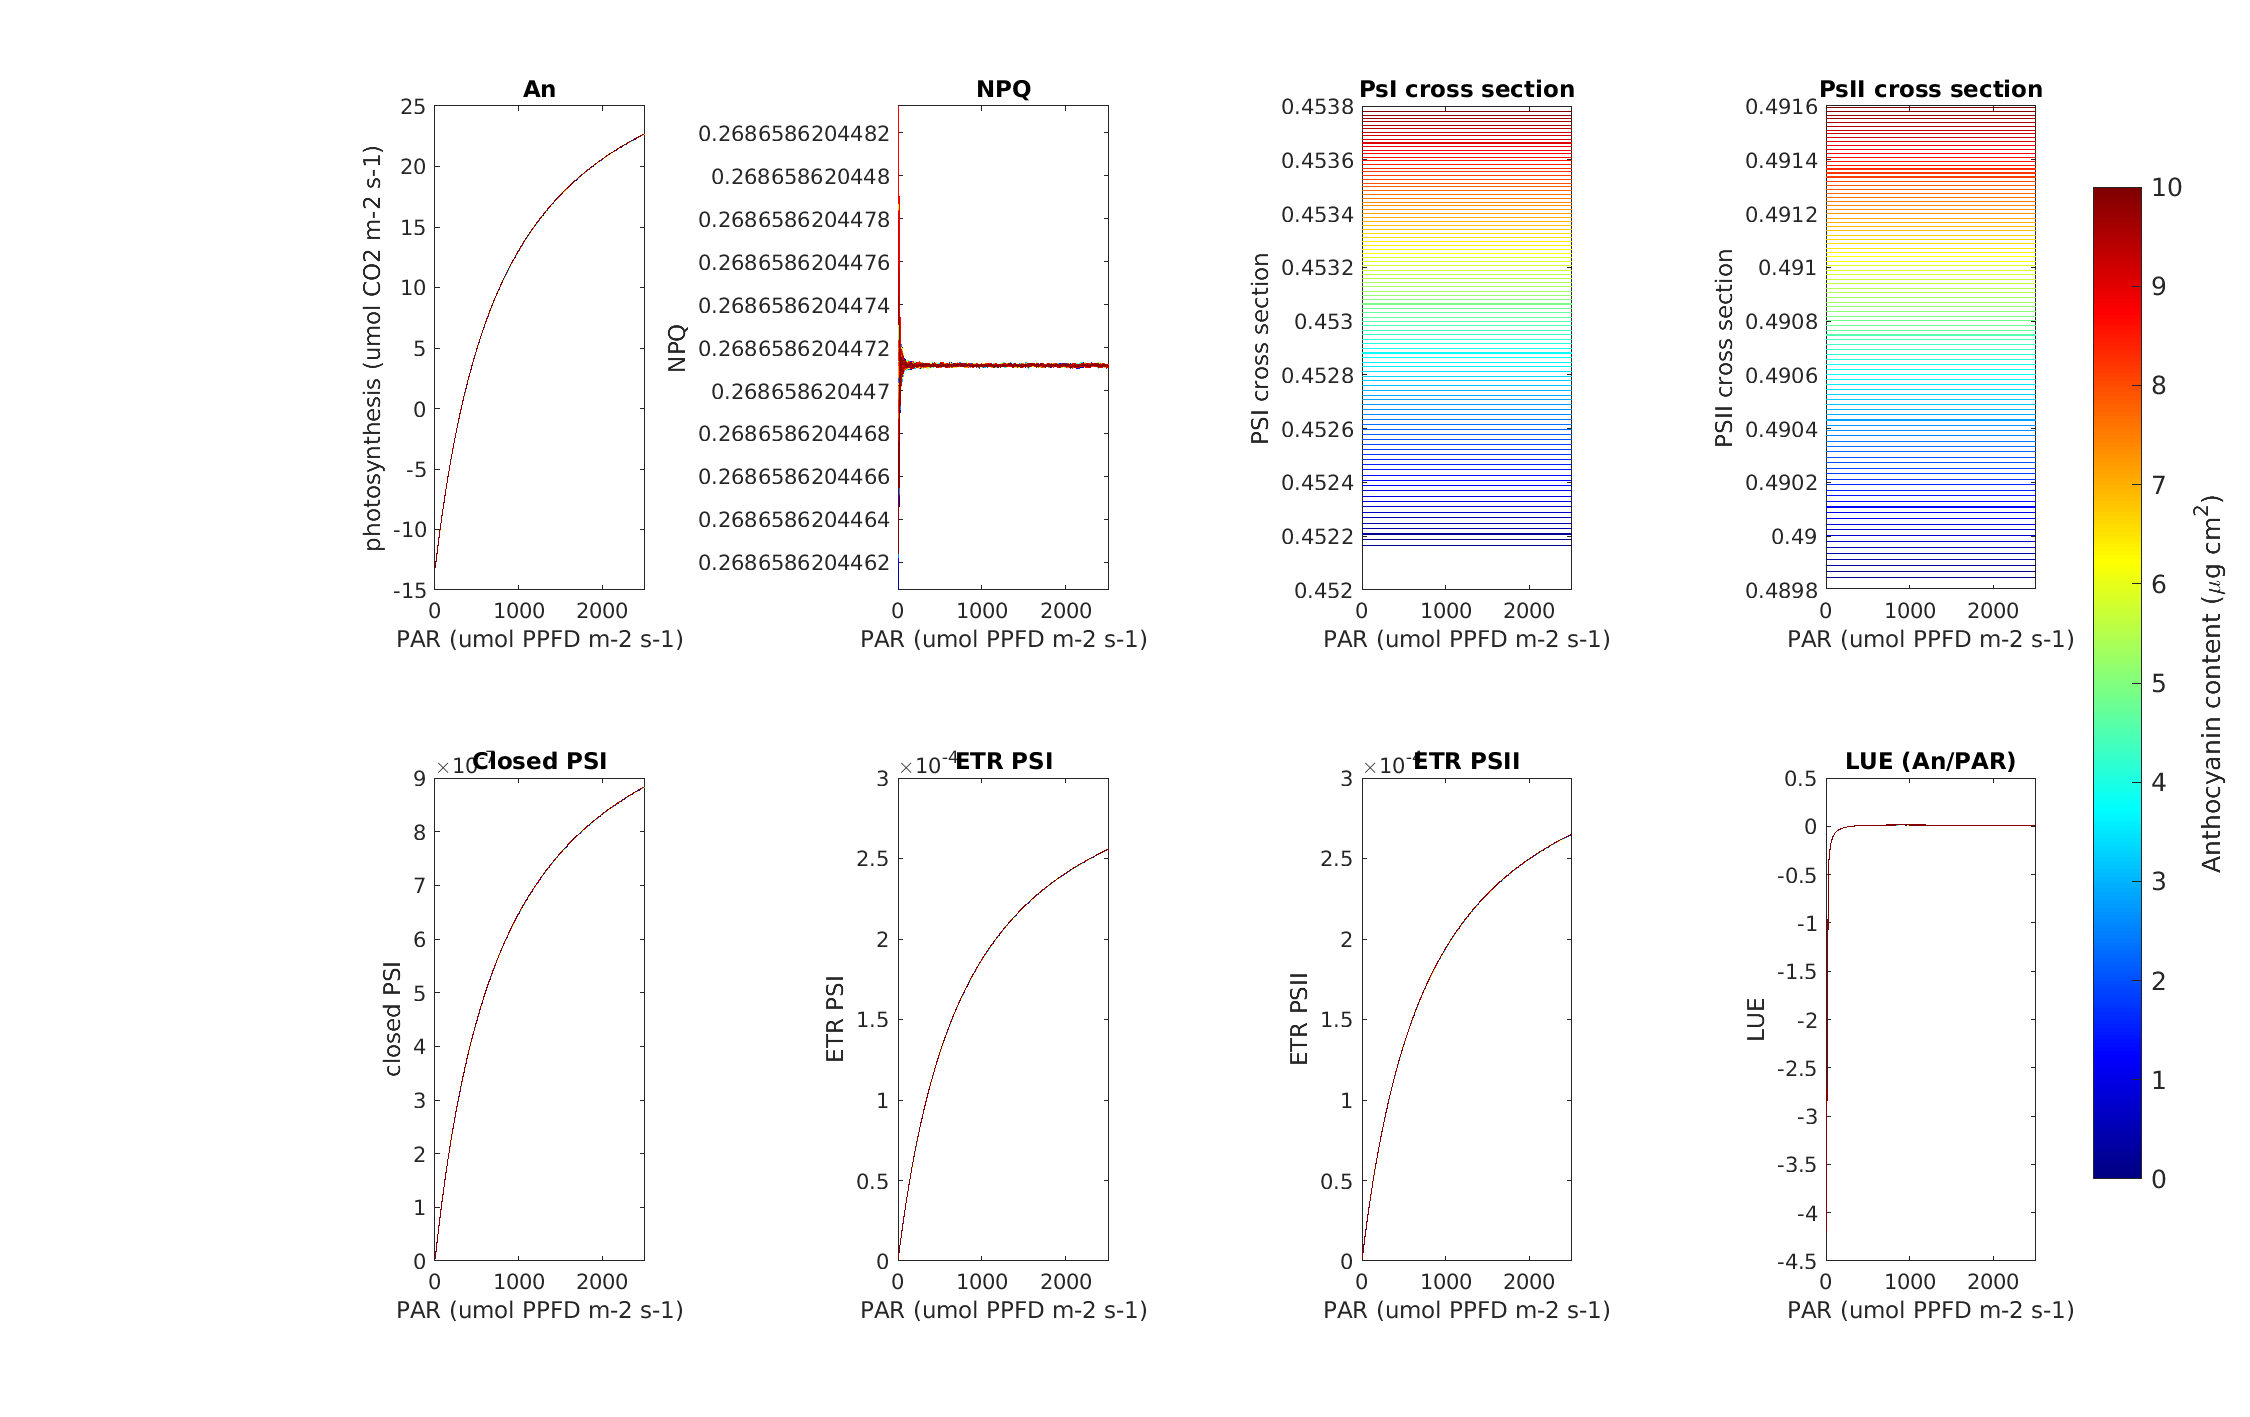 An
25
20
15
10
5
0
-5
-10
-15
photosynthesis (umol CO2 m-2 s-1)
0 1000 2000
PAR (umol PPFD m-2 s-1)
NPQ
0.2686586204482
0.268658620448
0.2686586204478
0.2686586204476
0.2686586204474
0.2686586204472
0.268658620447
0.2686586204468
0.2686586204466
0.2686586204464
0.2686586204462
NPQ
0 1000 2000
PAR (umol PPFD m-2 s-1)
PsI cross section
0.4538
0.4536
0.4534
0.4532
0.453
0.4528
0.4526
0.4524
0.4522
0.452
PSI cross section
0 1000 2000
PAR (umol PPFD m-2 s-1)
PsII cross section
0.4916
0.4914
0.4912
0.491
0.4908
0.4906
0.4904
0.4902
0.49
0.4898
PSII cross section
0 1000 2000
PAR (umol PPFD m-2 s-1)
Closed PSI
×10-7
9
8
7
6
5
4
3
2
1
0
closed PSI
0 1000 2000
PAR (umol PPFD m-2 s-1)
ETR PSI
×10-4
3
2.5
2
1.5
1
0.5
0
ETR PSI
0 1000 2000
PAR (umol PPFD m-2 s-1)
ETR PSII
×10-4
3
2.5
2
1.5
1
0.5
0
ETR PSII
0 1000 2000
PAR (umol PPFD m-2 s-1)
LUE (An/PAR)
0.5
0
-0.5
-1
-1.5
-2
-2.5
-3
-3.5
-4
-4.5
LUE
0 1000 2000
PAR (umol PPFD m-2 s-1)
10
9
8
7
6
5
4
3
2
1
0
Anthocyanin content (μg cm²)